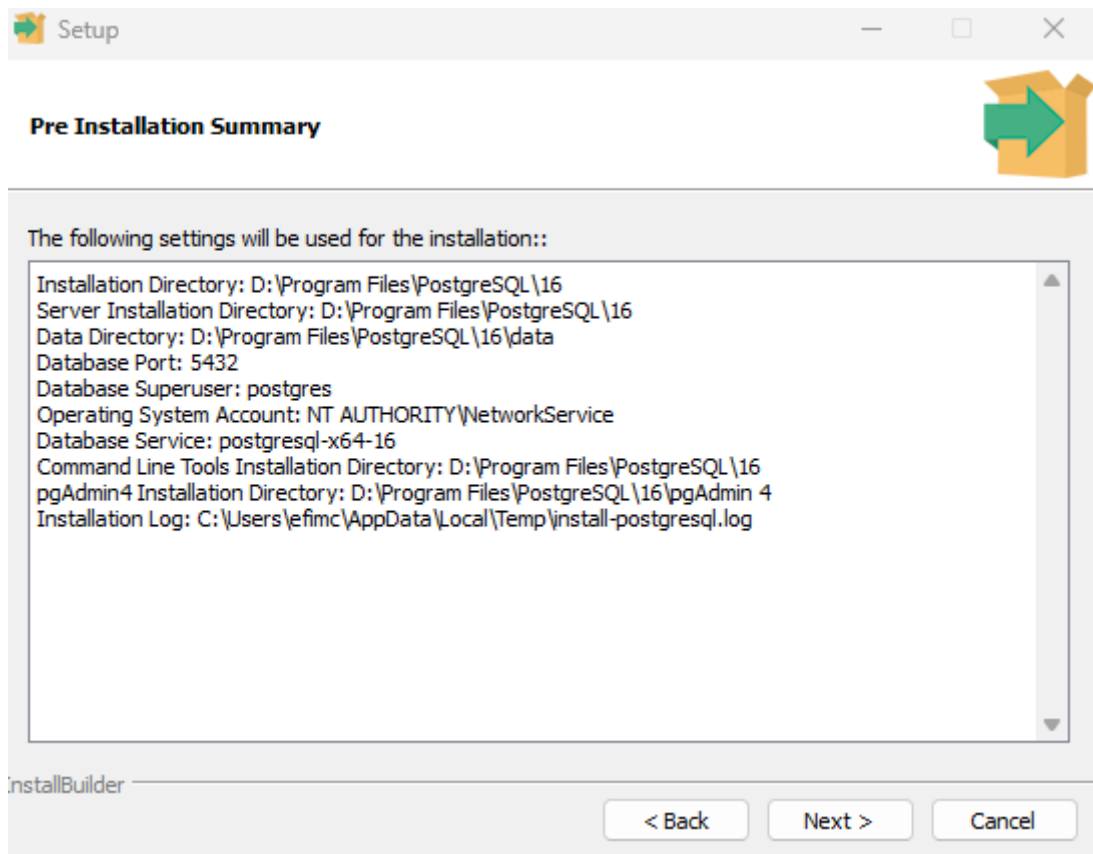 Setup
Pre Installation Summary
The following settings will be used for the installation::
Installation Directory: D:\Program Files\PostgreSQL\16
Server Installation Directory: D:\Program Files\PostgreSQL\16
Data Directory: D:\Program Files\PostgreSQL\16\data
Database Port: 5432
Database Superuser: postgres
Operating System Account: NT AUTHORITY\NetworkService
Database Service: postgresql-x64-16
Command Line Tools Installation Directory: D:\Program Files\PostgreSQL\16
pgAdmin4 Installation Directory: D:\Program Files\PostgreSQL\16\pgAdmin 4
Installation Log: C:\Users\efimc\AppData\Local\Temp\install-postgresql.log
InstallBuilder
< Back Next > Cancel